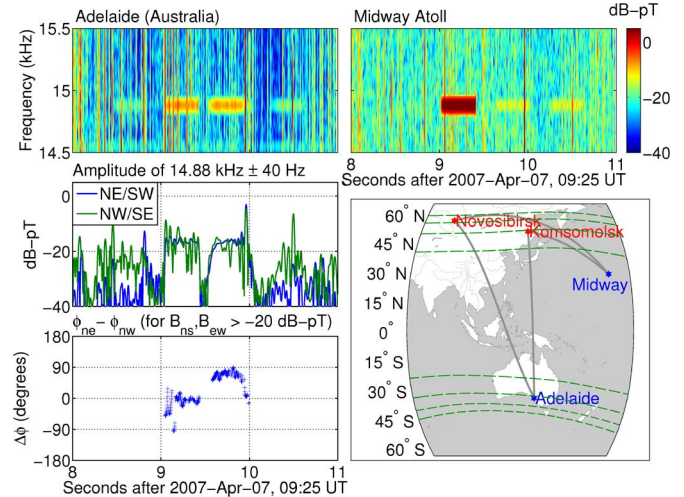 Adelaide (Australia)
Midway Atoll
dB−pT
15.5
15
14.5
Frequency (kHz)
0
−20
−40
8 9 10 11
Seconds after 2007−Apr−07, 09:25 UT
Amplitude of 14.88 kHz ± 40 Hz
NE/SW
NW/SE
0
−20
−40
dB−pT
ϕne − ϕnw (for Bns,Bew > −20 dB−pT)
180
90
0
−90
−180
Δϕ (degrees)
8 9 10 11
Seconds after 2007−Apr−07, 09:25 UT
60° N
45° N
30° N
15° N
0°
15° S
30° S
45° S
60° S
Novosibirsk
Komsomolsk
Midway
Adelaide